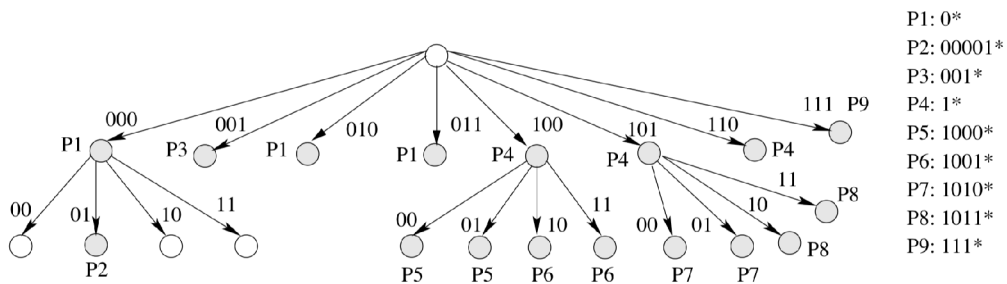 P1: 0*
P2: 00001*
P3: 001*
P4: 1*
P5: 1000*
P6: 1001*
P7: 1010*
P8: 1011*
P9: 111*
000 001 010 011 100 101 110 111 P9
P1 P3 P1 P1 P4 P4 P4
00 01 10 11 00 01 10 11 00 01 10 11 P8
P2 P5 P5 P6 P6 P7 P7 P8